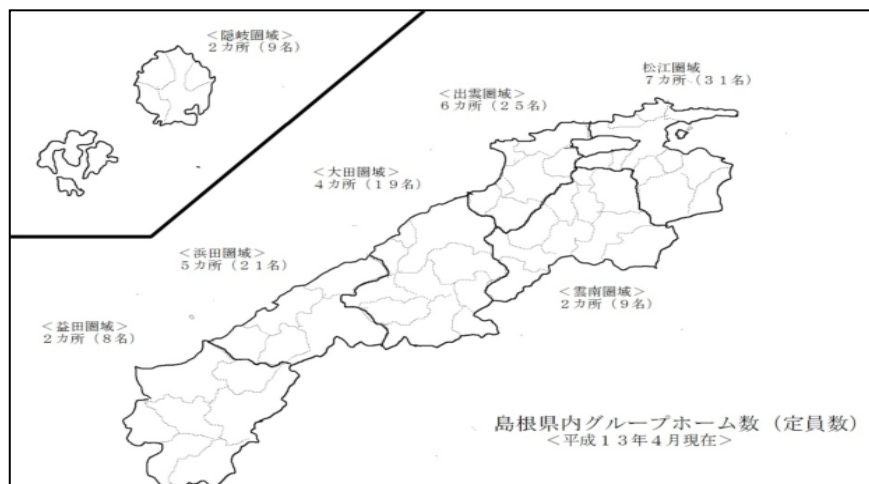 ＜隠岐圏域＞
２カ所（９名）
松江圏域
７カ所（３１名）
＜出雲圏域＞
６カ所（２５名）
＜大田圏域＞
４カ所（１９名）
＜浜田圏域＞
５カ所（２１名）
＜雲南圏域＞
２カ所（９名）
＜益田圏域＞
２カ所（８名）
島根県内グループホーム数（定員数）
＜平成１３年４月現在＞